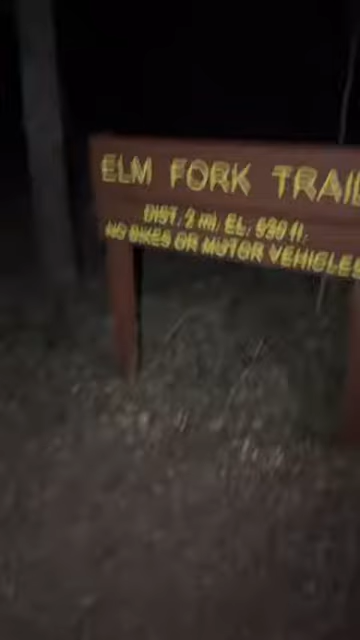 ELM FORK TRAIL
DIST. 2 mi. EL. 530 ft.
NO BIKES OR MOTOR VEHICLES